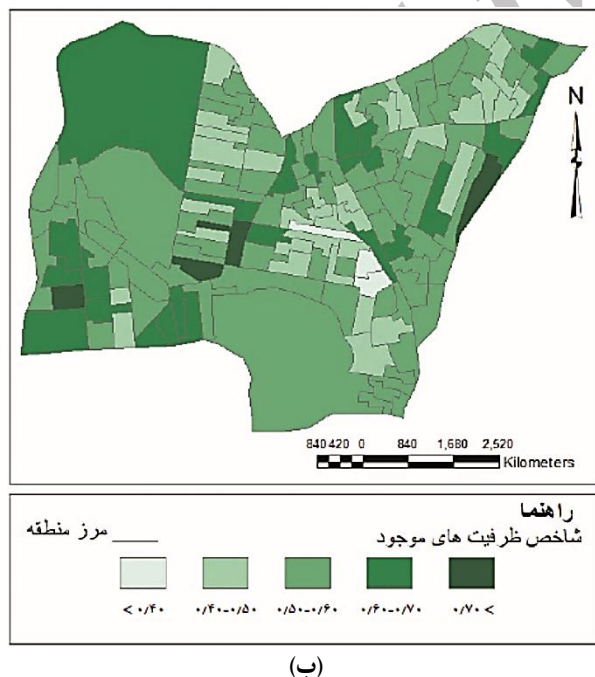 N
840 420 0 840 1,680 2,520
Kilometers
راهنما
شاخص ظرفیت های موجود
مرز منطقه
< ۰/۴۰ ۰/۴۰-۰/۵۰ ۰/۵۰-۰/۶۰ ۰/۶۰-۰/۷۰ ۰/۷۰ <
(ب)